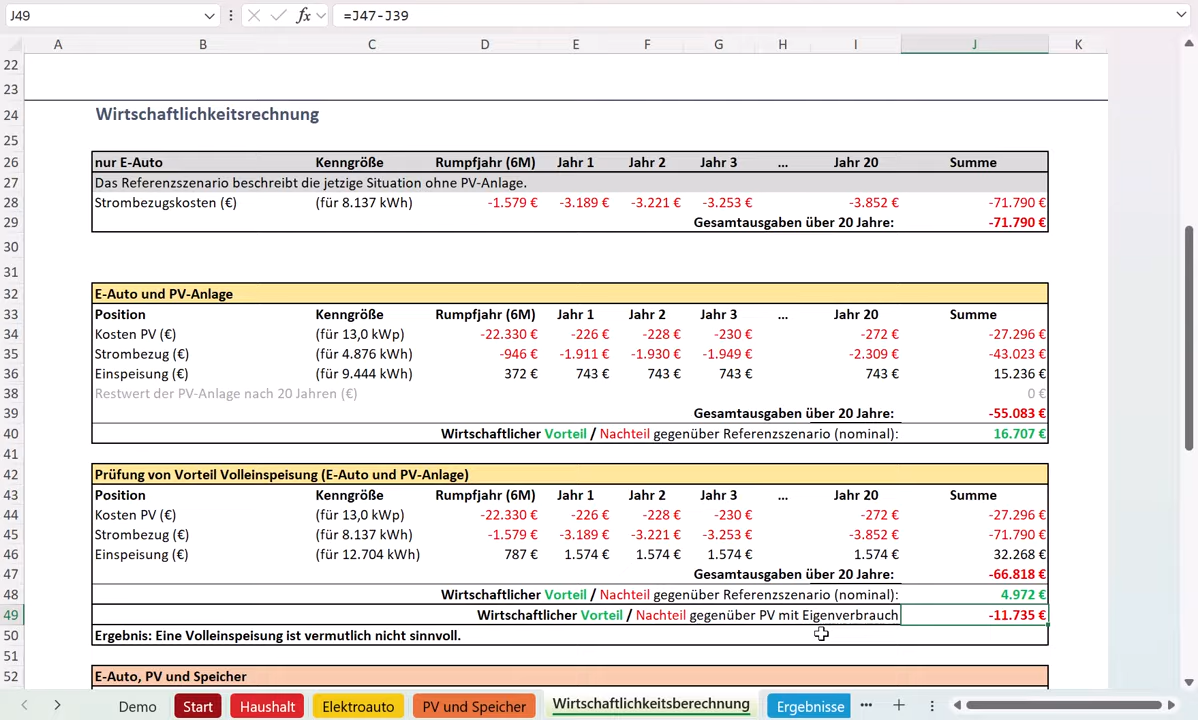 J49 fx =J47-J39
A B C D E F G H I J K
22
23
24 Wirtschaftlichkeitsrechnung
25
26 nur E-Auto Kenngröße Rumpfjahr (6M) Jahr 1 Jahr 2 Jahr 3 ... Jahr 20 Summe
27 Das Referenzszenario beschreibt die jetzige Situation ohne PV-Anlage.
28 Strombezugskosten (€) (für 8.137 kWh) -1.579 € -3.189 € -3.221 € -3.253 € -3.852 € -71.790 €
29 Gesamtausgaben über 20 Jahre: -71.790 €
30
31
32 E-Auto und PV-Anlage
33 Position Kenngröße Rumpfjahr (6M) Jahr 1 Jahr 2 Jahr 3 ... Jahr 20 Summe
34 Kosten PV (€) (für 13,0 kWp) -22.330 € -226 € -228 € -230 € -272 € -27.296 €
35 Strombezug (€) (für 4.876 kWh) -946 € -1.911 € -1.930 € -1.949 € -2.309 € -43.023 €
36 Einspeisung (€) (für 9.444 kWh) 372 € 743 € 743 € 743 € 743 € 15.236 €
38 Restwert der PV-Anlage nach 20 Jahren (€) 0 €
39 Gesamtausgaben über 20 Jahre: -55.083 €
40 Wirtschaftlicher Vorteil / Nachteil gegenüber Referenzszenario (nominal): 16.707 €
41
42 Prüfung von Vorteil Volleinspeisung (E-Auto und PV-Anlage)
43 Position Kenngröße Rumpfjahr (6M) Jahr 1 Jahr 2 Jahr 3 ... Jahr 20 Summe
44 Kosten PV (€) (für 13,0 kWp) -22.330 € -226 € -228 € -230 € -272 € -27.296 €
45 Strombezug (€) (für 8.137 kWh) -1.579 € -3.189 € -3.221 € -3.253 € -3.852 € -71.790 €
46 Einspeisung (€) (für 12.704 kWh) 787 € 1.574 € 1.574 € 1.574 € 1.574 € 32.268 €
47 Gesamtausgaben über 20 Jahre: -66.818 €
48 Wirtschaftlicher Vorteil / Nachteil gegenüber Referenzszenario (nominal): 4.972 €
49 Wirtschaftlicher Vorteil / Nachteil gegenüber PV mit Eigenverbrauch -11.735 €
50 Ergebnis: Eine Volleinspeisung ist vermutlich nicht sinnvoll.
51
52 E-Auto, PV und Speicher
Demo Start Haushalt Elektroauto PV und Speicher Wirtschaftlichkeitsberechnung Ergebnisse ...